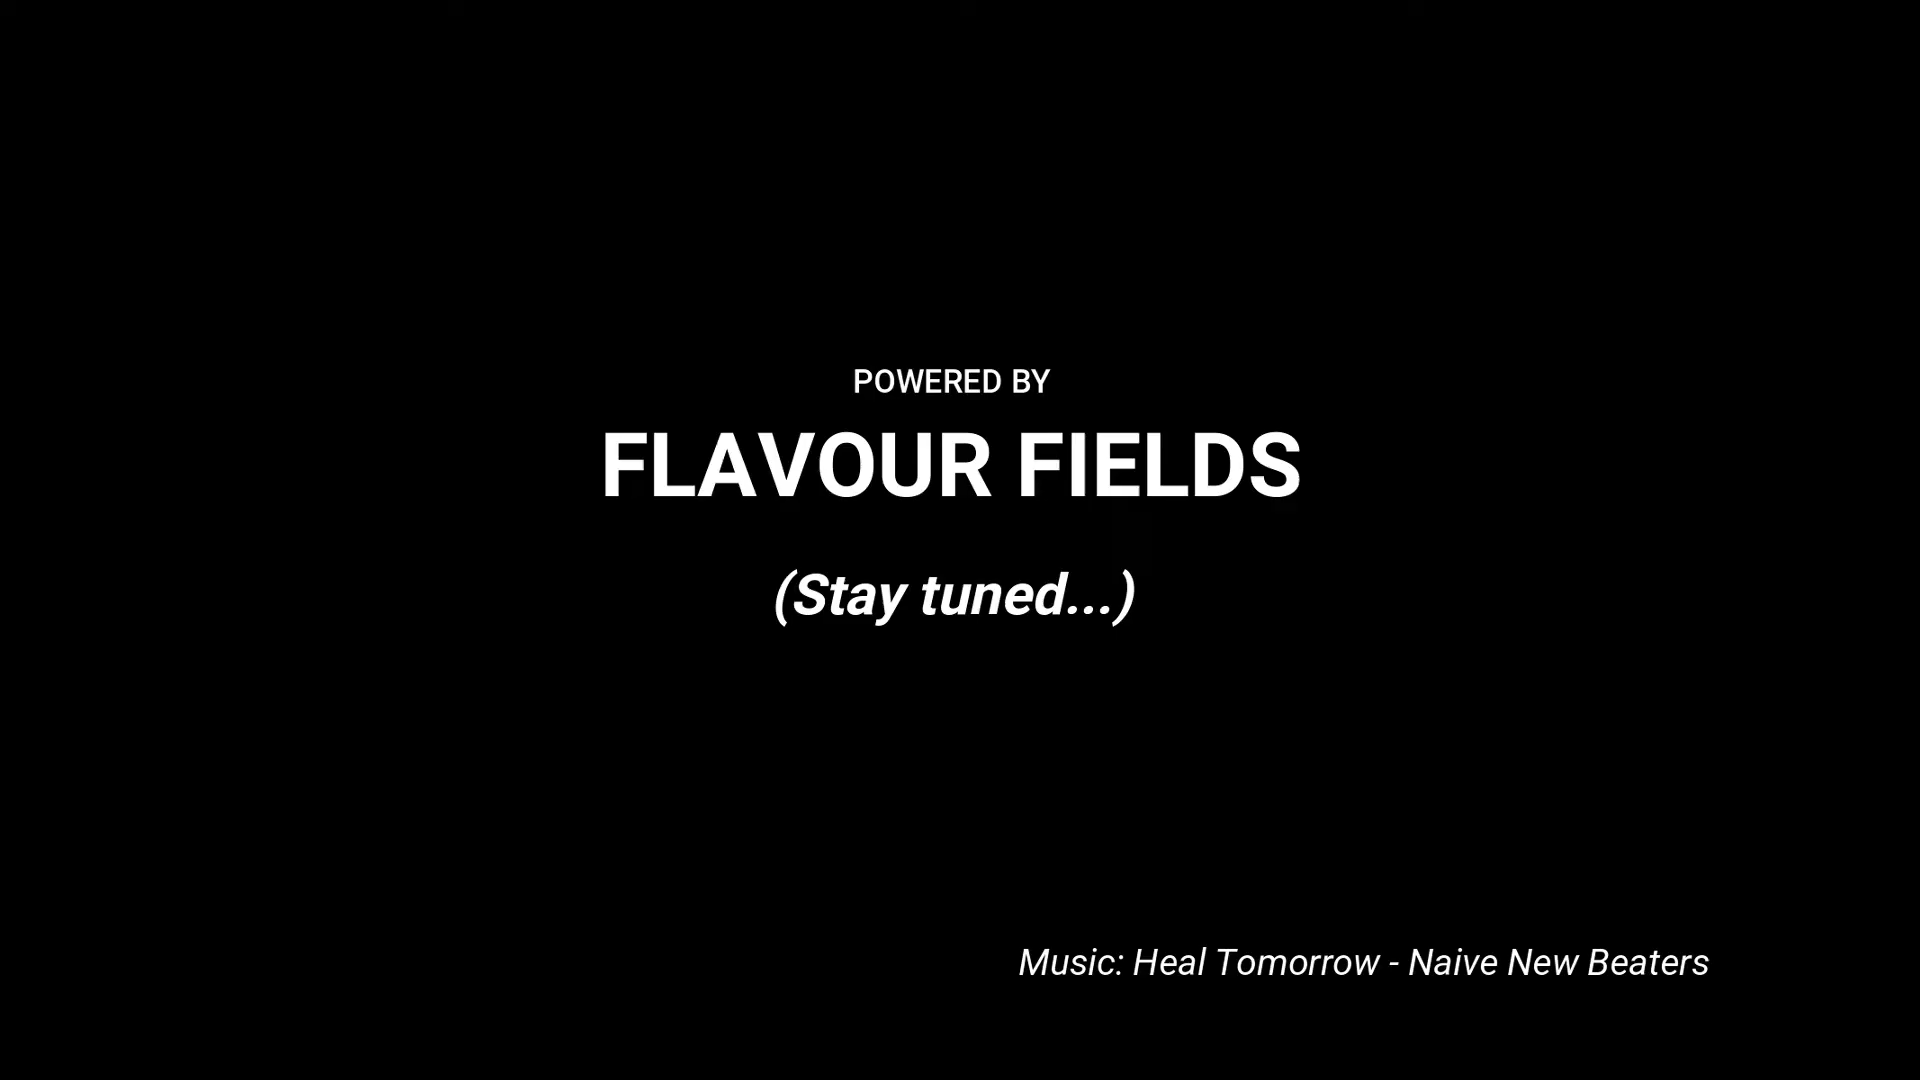 POWERED BY
FLAVOUR FIELDS
(Stay tuned...)
Music: Heal Tomorrow - Naive New Beaters